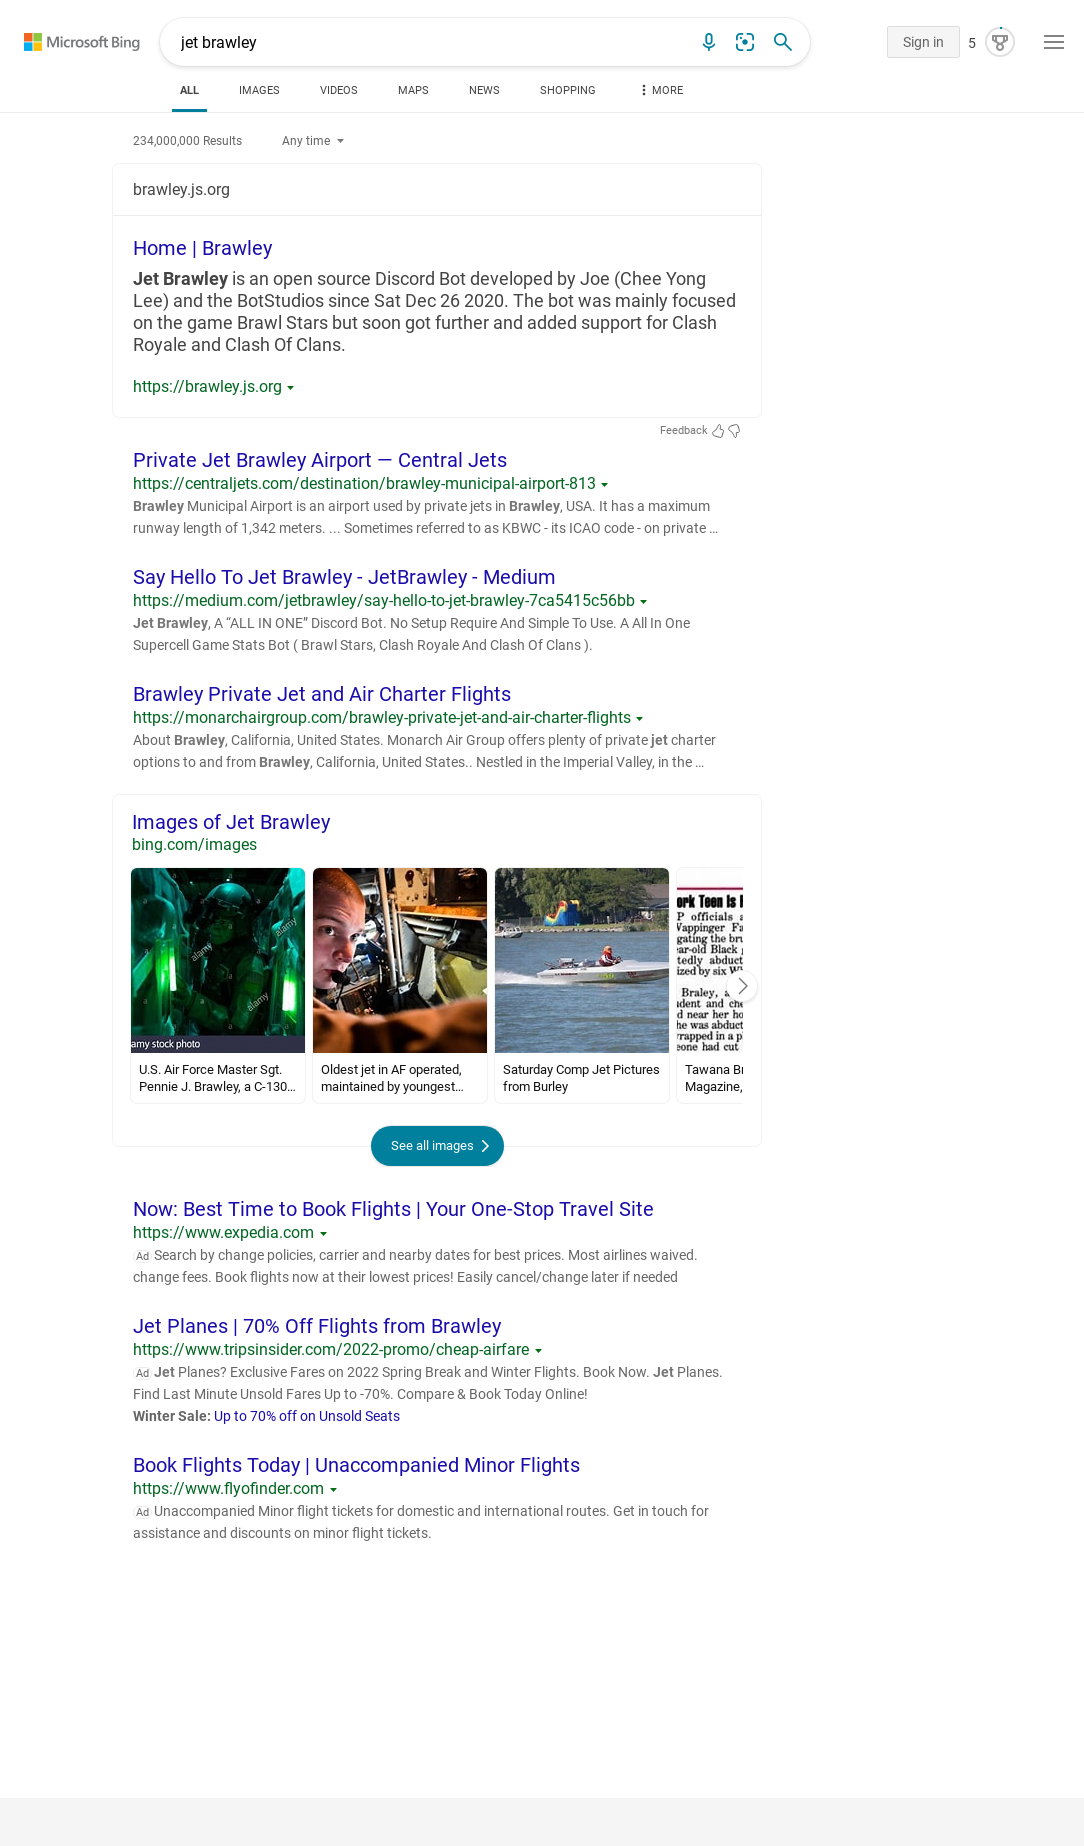 Microsoft Bing
jet brawley
Sign in
5
ALL
IMAGES
VIDEOS
MAPS
NEWS
SHOPPING
MORE
234,000,000 Results
Any time
brawley.js.org
Home | Brawley
Jet Brawley is an open source Discord Bot developed by Joe (Chee Yong
Lee) and the BotStudios since Sat Dec 26 2020. The bot was mainly focused
on the game Brawl Stars but soon got further and added support for Clash
Royale and Clash Of Clans.
https://brawley.js.org
Feedback
Private Jet Brawley Airport — Central Jets
https://centraljets.com/destination/brawley-municipal-airport-813
Brawley Municipal Airport is an airport used by private jets in Brawley, USA. It has a maximum
runway length of 1,342 meters. ... Sometimes referred to as KBWC - its ICAO code - on private …
Say Hello To Jet Brawley - JetBrawley - Medium
https://medium.com/jetbrawley/say-hello-to-jet-brawley-7ca5415c56bb
Jet Brawley, A “ALL IN ONE” Discord Bot. No Setup Require And Simple To Use. A All In One
Supercell Game Stats Bot ( Brawl Stars, Clash Royale And Clash Of Clans ).
Brawley Private Jet and Air Charter Flights
https://monarchairgroup.com/brawley-private-jet-and-air-charter-flights
About Brawley, California, United States. Monarch Air Group offers plenty of private jet charter
options to and from Brawley, California, United States.. Nestled in the Imperial Valley, in the …
Images of Jet Brawley
bing.com/images
alamy
alamy
alamy
amy stock photo
ork Teen Is
P officials a
Wappinger Fa
gating the bru
ear-old Black g
tedly abduct
ized by six W
Braley, a
udent and che
d near her ho
he was abduct
wrapped in a pl
eone had cut
U.S. Air Force Master Sgt.
Pennie J. Brawley, a C-130…
Oldest jet in AF operated,
maintained by youngest…
Saturday Comp Jet Pictures
from Burley
Tawana Br
Magazine,
See all images
Now: Best Time to Book Flights | Your One-Stop Travel Site
https://www.expedia.com
Ad Search by change policies, carrier and nearby dates for best prices. Most airlines waived.
change fees. Book flights now at their lowest prices! Easily cancel/change later if needed
Jet Planes | 70% Off Flights from Brawley
https://www.tripsinsider.com/2022-promo/cheap-airfare
Ad Jet Planes? Exclusive Fares on 2022 Spring Break and Winter Flights. Book Now. Jet Planes.
Find Last Minute Unsold Fares Up to -70%. Compare & Book Today Online!
Winter Sale: Up to 70% off on Unsold Seats
Book Flights Today | Unaccompanied Minor Flights
https://www.flyofinder.com
Ad Unaccompanied Minor flight tickets for domestic and international routes. Get in touch for
assistance and discounts on minor flight tickets.